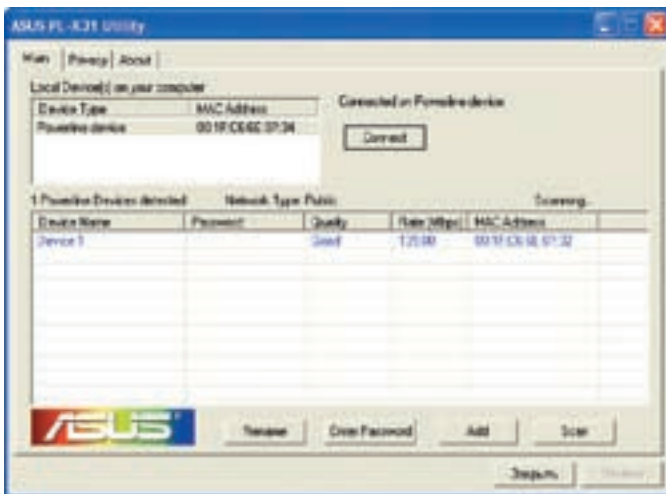 ASUS PL-X31 Utility
Main Privacy About
Local Device(s) on your computer
Device Type MAC Address
Powerline device
Connected on Powerline device
Connect
1 Powerline Devices detected Network Type: Public Scanning...
Device Name Password Quality Rate (Mbps) MAC Address
Device 1 Good
ASUS
Rename Enter Password Add Scan
Закрыть